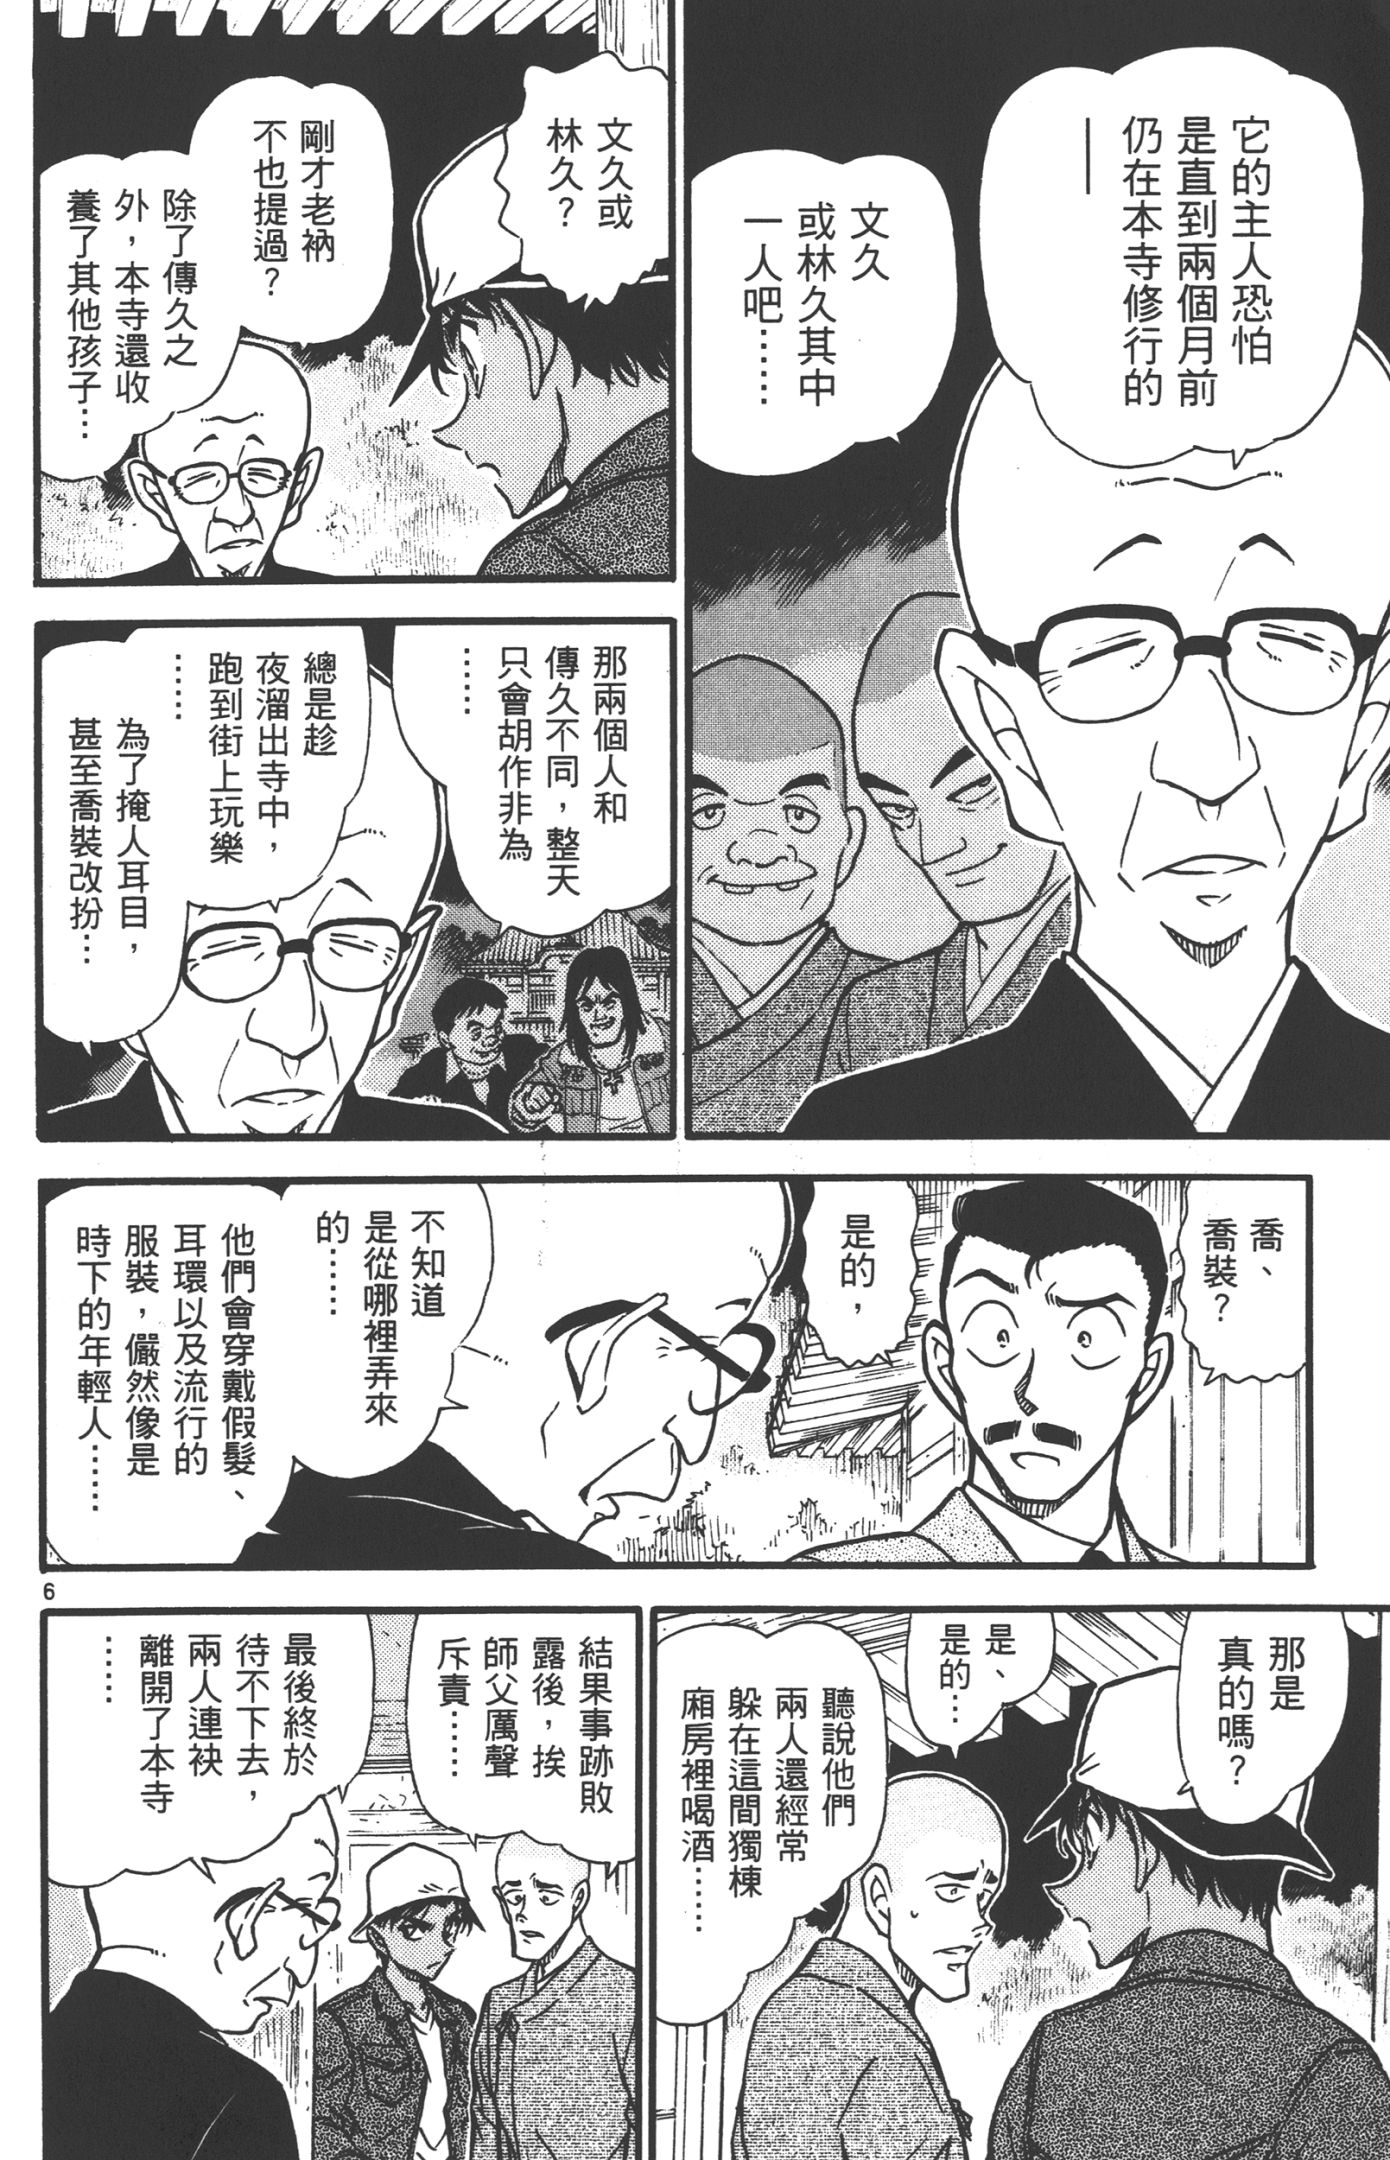 它的主人恐怕
是直到兩個月前
仍在本寺修行的
——
文久
或林久其中
一人吧……
文久或
林久？
剛才老衲
不也提過？
除了傳久之
外，本寺還收
養了其他孩子…
那兩個人和
傳久不同，整天
只會胡作非為
……
總是趁
夜溜出寺中，
跑到街上玩樂
……
為了掩人耳目，
甚至喬裝改扮…
喬、
喬裝？
是的，
不知道
是從哪裡弄來
的……
他們會穿戴假髮、
耳環以及流行的
服裝，儼然像是
時下的年輕人……
6
那是
真的嗎？
是、
是的…
聽說他們
兩人還經常
躲在這間獨棟
廂房裡喝酒……
結果事跡敗
露後，挨
師父厲聲
斥責……
最後終於
待不下去，
兩人連袂
離開了本寺
……